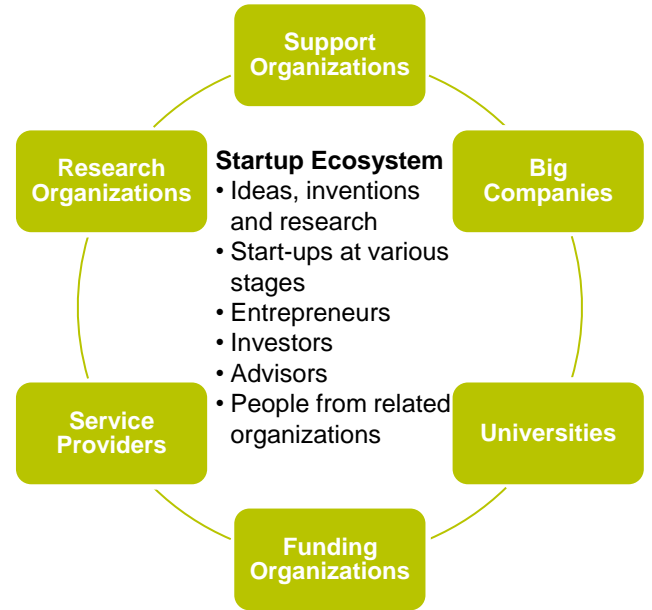 Support
Organizations
Research
Organizations
Startup Ecosystem
• Ideas, inventions
and research
• Start-ups at various
stages
• Entrepreneurs
• Investors
• Advisors
• People from related
organizations
Big
Companies
Service
Providers
Universities
Funding
Organizations